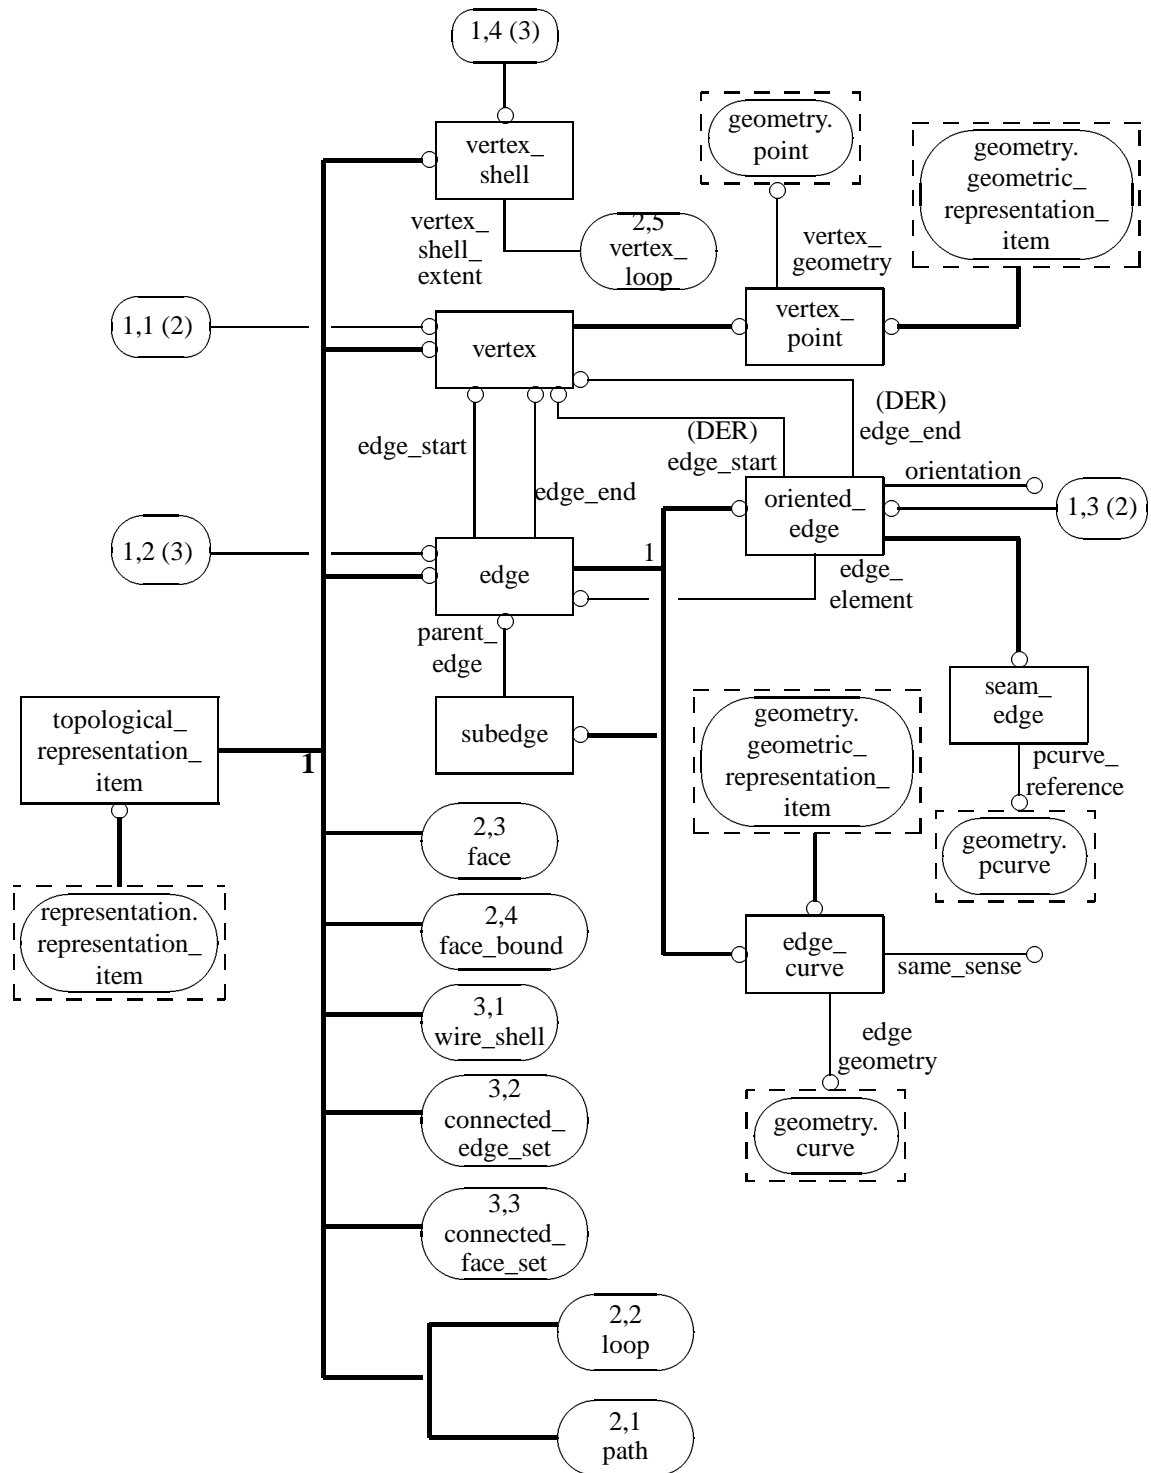 1,4 (3)
vertex_
shell
geometry.
point
geometry.
geometric_
representation_
item
vertex_
shell_
extent
2,5
vertex_
loop
vertex_
geometry
1,1 (2)
vertex
vertex_
point
edge_start
edge_end
(DER)
edge_start
(DER)
edge_end
orientation
oriented_
edge
1,3 (2)
1,2 (3)
edge
1
edge_
element
parent_
edge
subedge
seam_
edge
pcurve_
reference
geometry.
pcurve
topological_
representation_
item
1
geometry.
geometric_
representation_
item
2,3
face
representation.
representation_
item
2,4
face_bound
edge_
curve
same_sense
3,1
wire_shell
edge
geometry
3,2
connected_
edge_set
geometry.
curve
3,3
connected_
face_set
2,2
loop
2,1
path